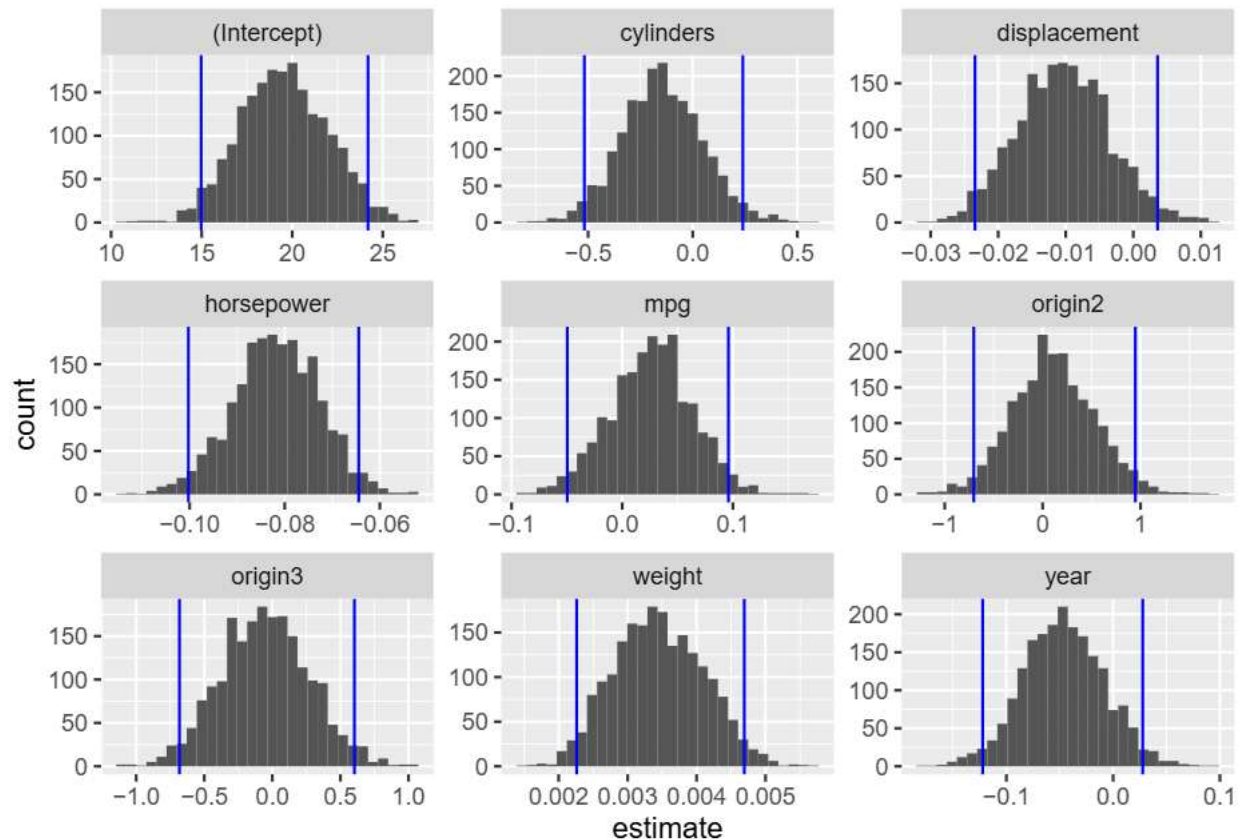 (Intercept) cylinders displacement
150 200 150
100 150 100
50 100 50
0 50 0
0
10 15 20 25 −0.5 0.0 0.5 −0.03 −0.02 −0.01 0.00 0.01
horsepower mpg origin2
150 200 200
100 150 150
50 100 100
0 50 50
0 0
−0.10 −0.08 −0.06 −0.1 0.0 0.1 −1 0 1
count
origin3 weight year
150 150 200
100 100 150
50 50 100
0 0 50
0
−1.0 −0.5 0.0 0.5 1.0 0.002 0.003 0.004 0.005 −0.1 0.0 0.1
estimate